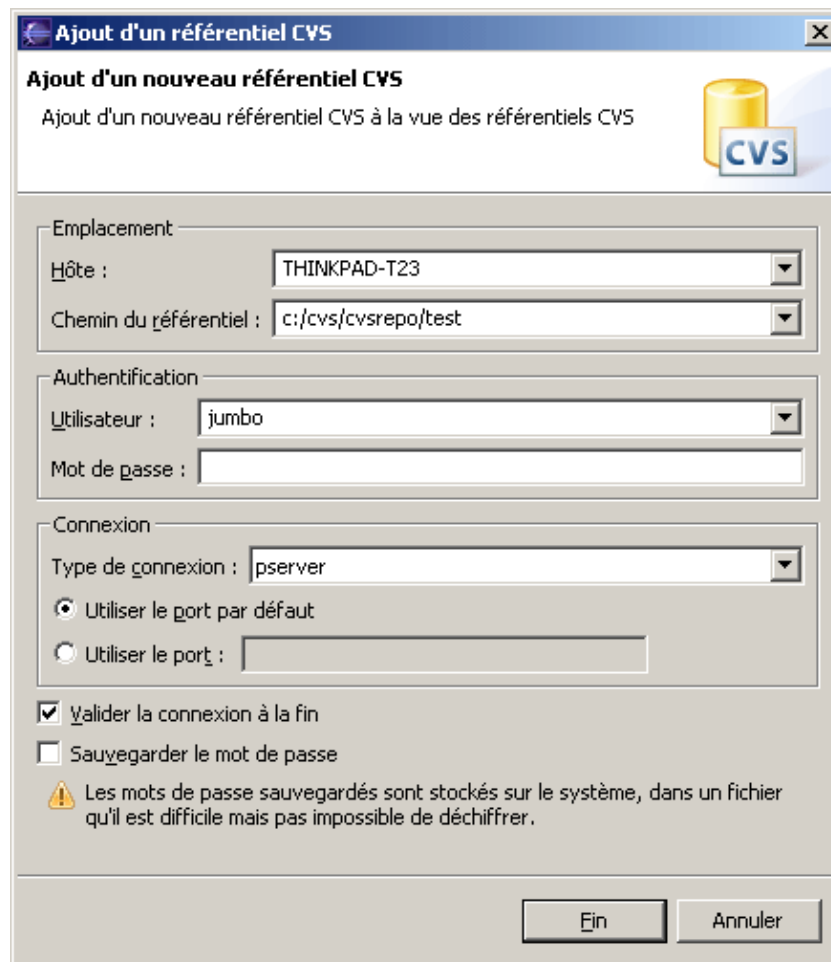 Ajout d'un référentiel CVS
Ajout d'un nouveau référentiel CVS
Ajout d'un nouveau référentiel CVS à la vue des référentiels CVS
CVS
Emplacement
Hôte : THINKPAD-T23
Chemin du référentiel : c:/cvs/cvsrepo/test
Authentification
Utilisateur : jumbo
Mot de passe :
Connexion
Type de connexion : pserver
Utiliser le port par défaut
Utiliser le port :
Valider la connexion à la fin
Sauvegarder le mot de passe
Les mots de passe sauvegardés sont stockés sur le système, dans un fichier
qu'il est difficile mais pas impossible de déchiffrer.
Fin Annuler